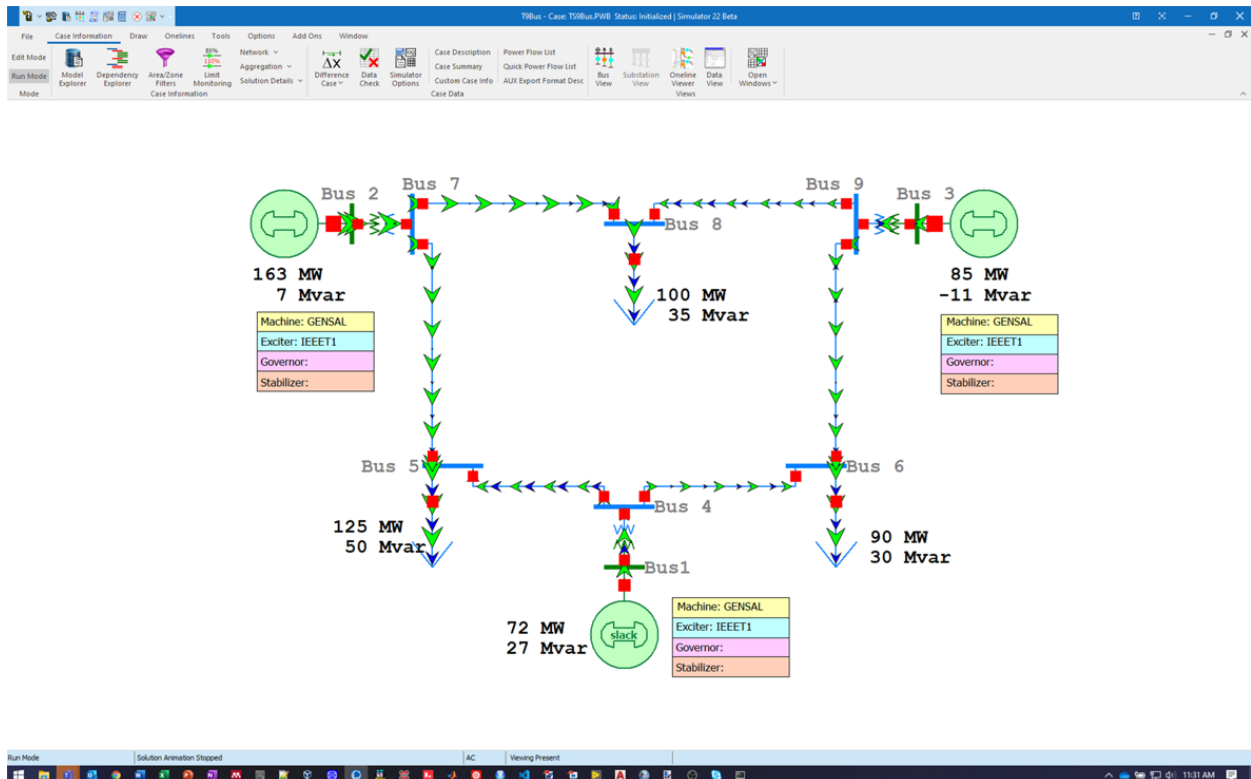 T9Bus - Case: TS9Bus.PWB Status: Initialized | Simulator 22 Beta
File Case Information Draw Onelines Tools Options Add Ons Window
Edit Mode
Run Mode
Mode
Model Explorer
Dependency Explorer
Area/Zone Filters
Limit Monitoring
Network
Aggregation
Solution Details
Case Information
Difference Case
Data Check
Simulator Options
Case Description
Case Summary
Custom Case Info
Power Flow List
Quick Power Flow List
AUX Export Format Desc
Case Data
Bus View
Substation View
Oneline Viewer
Data View
Open Windows
Views
Bus 2
Bus 7
Bus 9
Bus 3
Bus 8
163 MW
7 Mvar
Machine: GENSAL
Exciter: IEEET1
Governor:
Stabilizer:
100 MW
35 Mvar
85 MW
-11 Mvar
Machine: GENSAL
Exciter: IEEET1
Governor:
Stabilizer:
Bus 5
Bus 6
Bus 4
125 MW
50 Mvar
90 MW
30 Mvar
Bus1
72 MW
27 Mvar
slack
Machine: GENSAL
Exciter: IEEET1
Governor:
Stabilizer:
Run Mode Solution Animation Stopped AC Viewing Present
11:31 AM